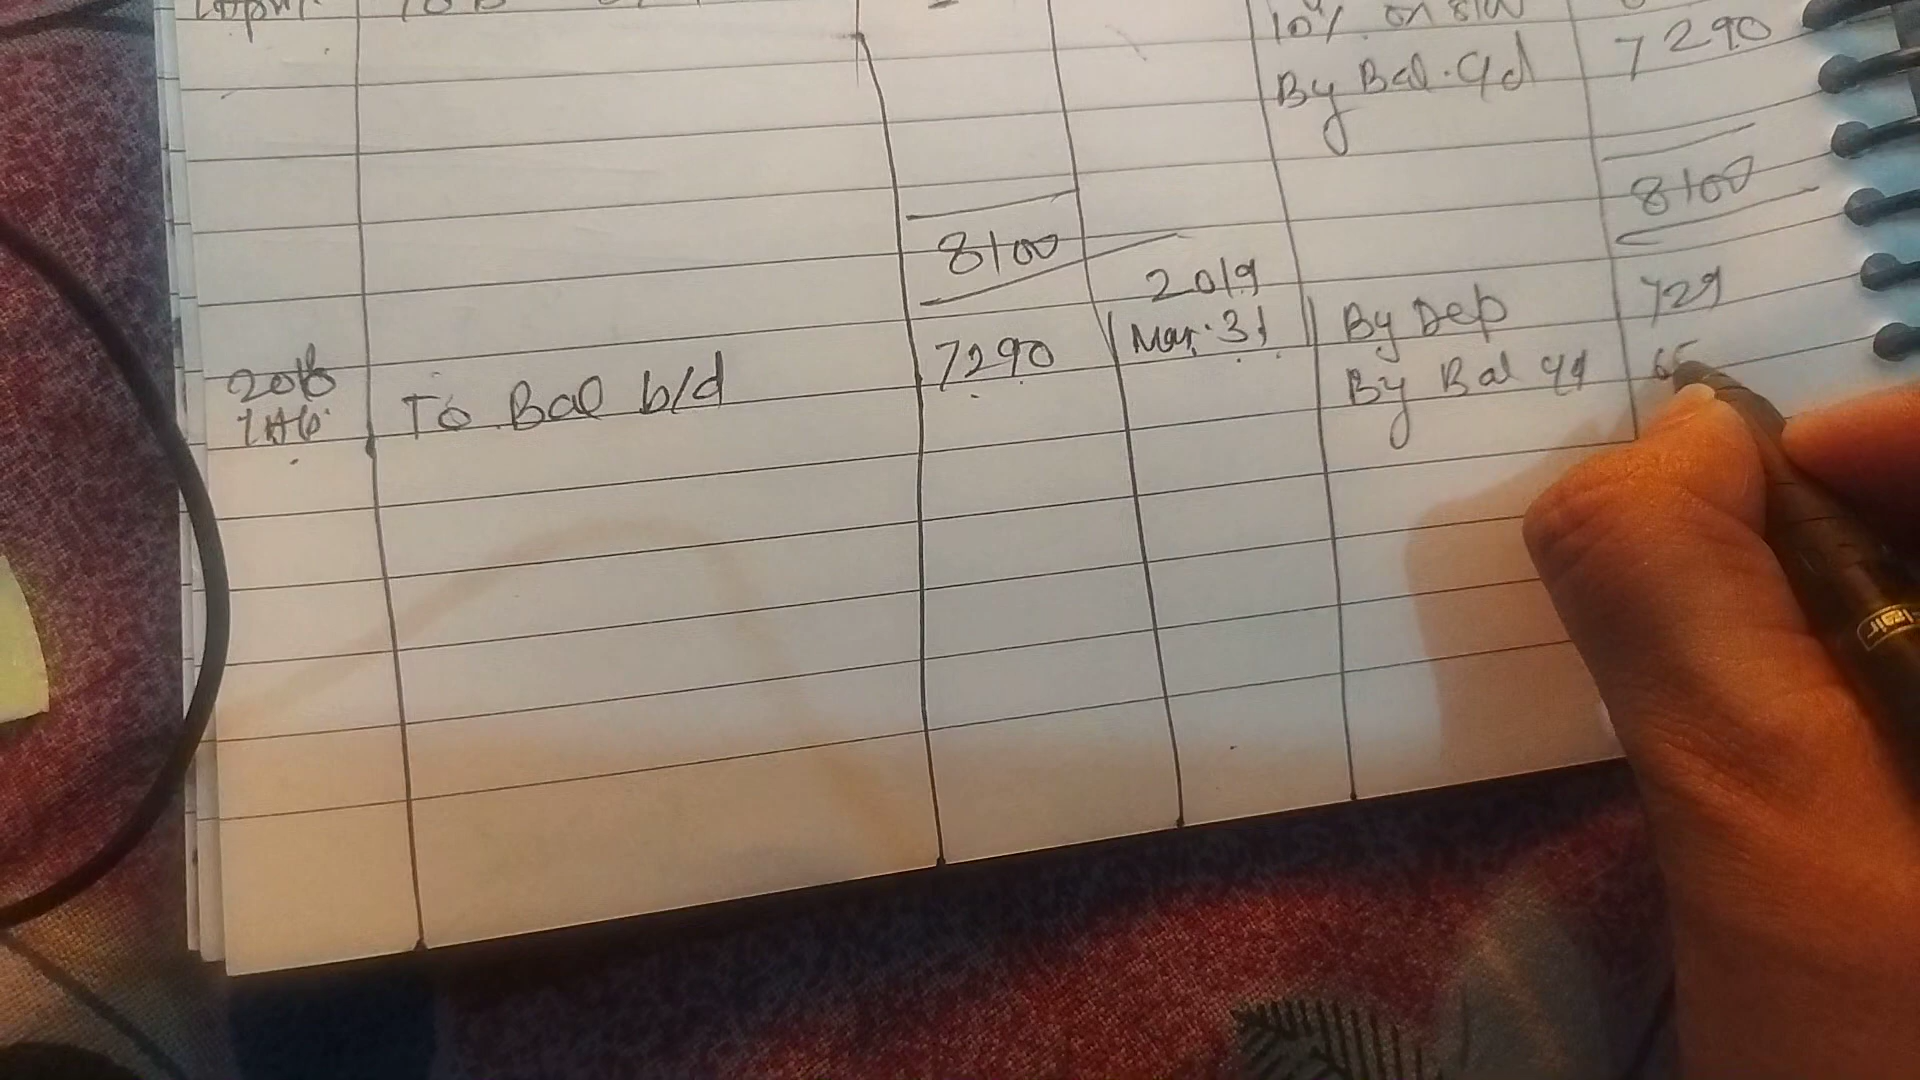 10% on 8100
By Bal. c/d 7290
8100
8100
2019
2018 To Bal b/d 7290 Mar. 31 By Dep 729
By Bal c/d 65